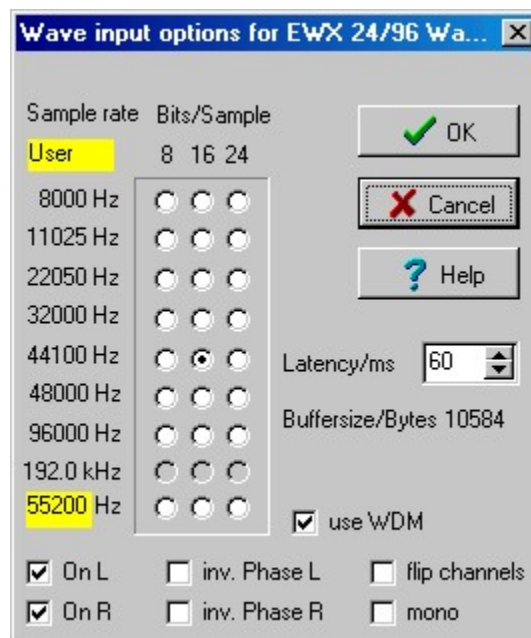 Wave input options for EWX 24/96 Wa...
Sample rate Bits/Sample
User 8 16 24
OK
8000 Hz
Cancel
11025 Hz
22050 Hz
Help
32000 Hz
44100 Hz
Latency/ms 60
48000 Hz
Buffersize/Bytes 10584
96000 Hz
192.0 kHz
55200 Hz
use WDM
On L inv. Phase L flip channels
On R inv. Phase R mono